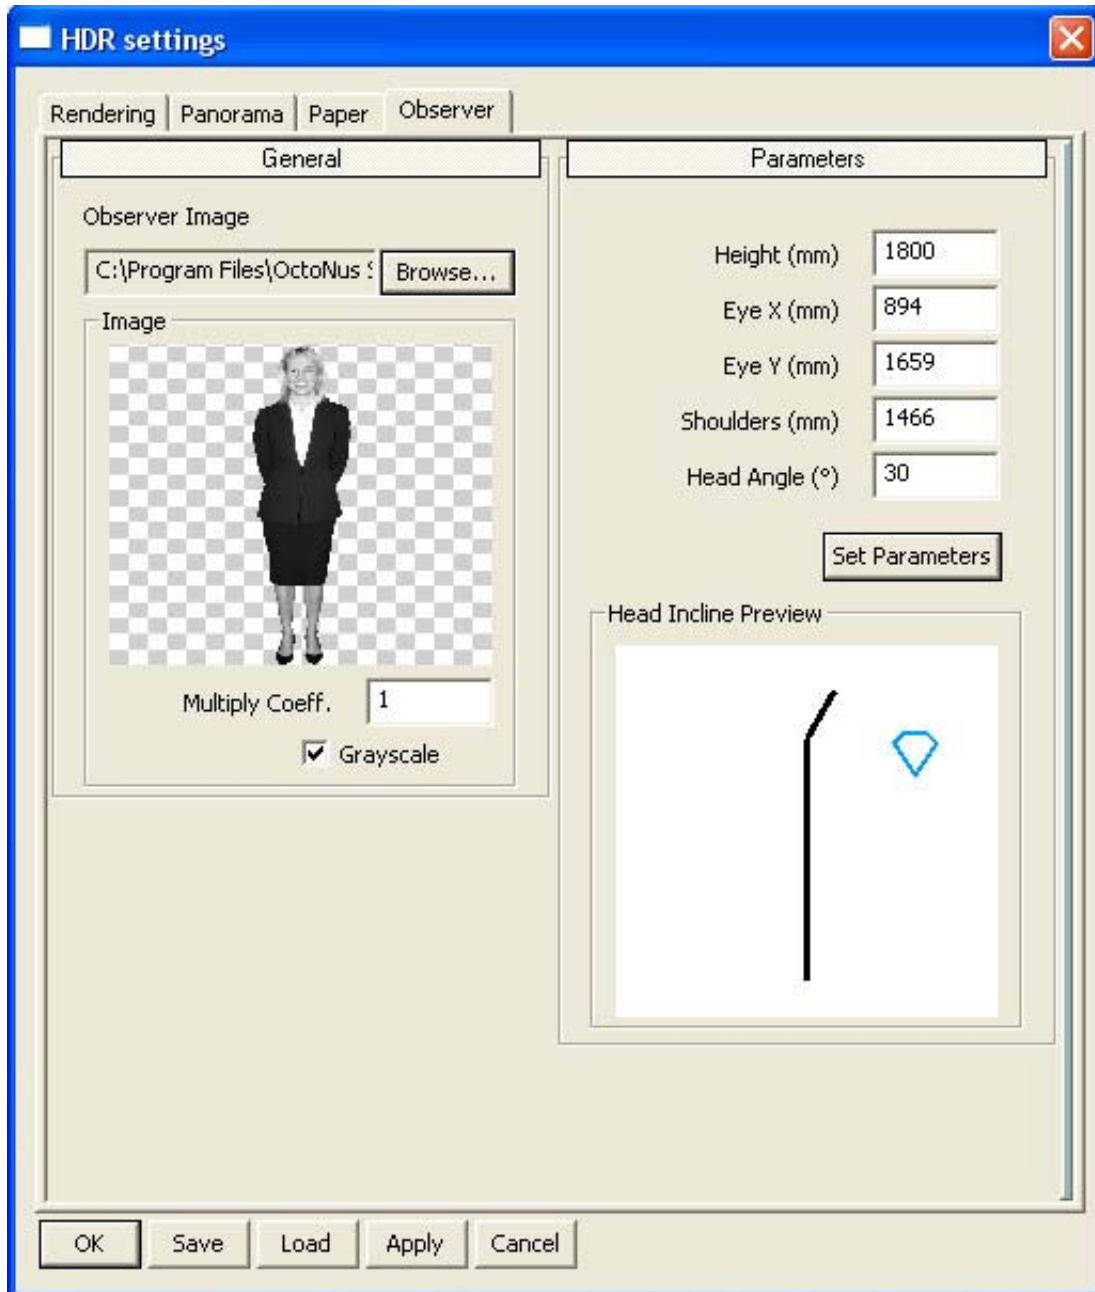 HDR settings
Rendering Panorama Paper Observer
General
Observer Image
C:\Program Files\OctoNus S Browse...
Image
Multiply Coeff. 1
Grayscale
Parameters
Height (mm) 1800
Eye X (mm) 894
Eye Y (mm) 1659
Shoulders (mm) 1466
Head Angle (°) 30
Set Parameters
Head Incline Preview
OK Save Load Apply Cancel